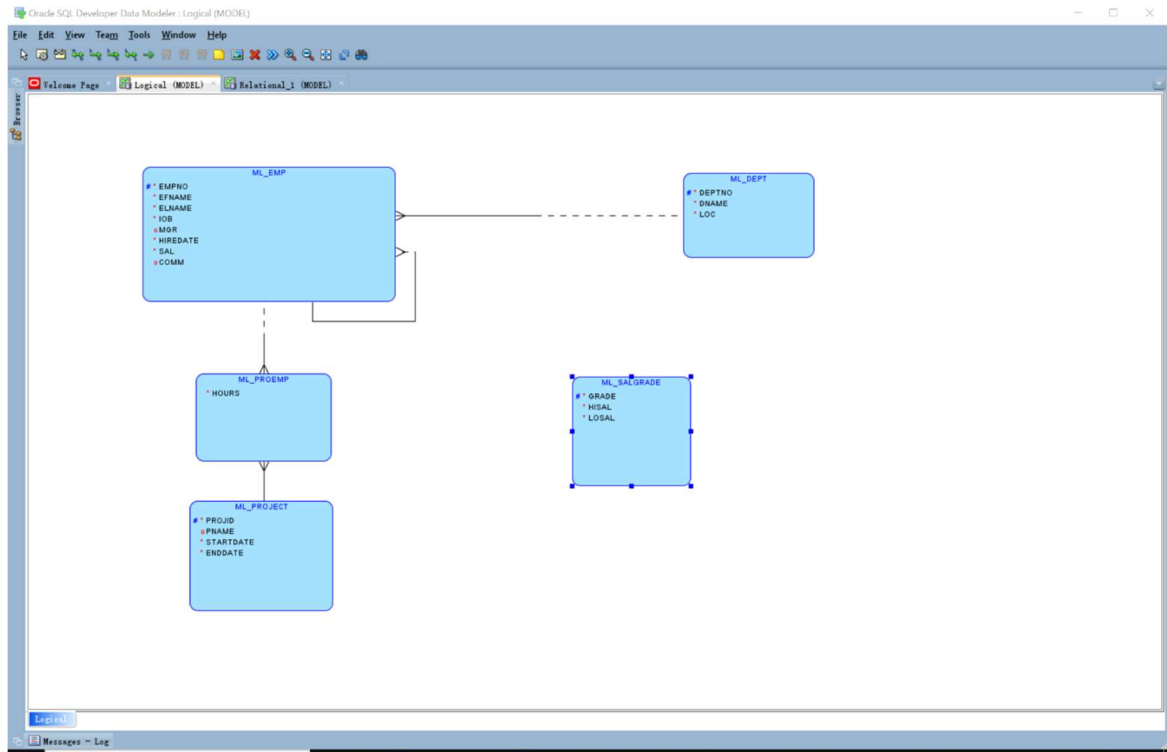 Oracle SQL Developer Data Modeler : Logical (MODEL)
File Edit View Team Tools Window Help
Welcome Page Logical (MODEL) Relational_1 (MODEL)
Browser
ML_EMP
# * EMPNO
* EFNAME
* ELNAME
* IOB
o MGR
* HIREDATE
* SAL
o COMM
ML_DEPT
# * DEPTNO
* DNAME
* LOC
ML_PROEMP
* HOURS
ML_SALGRADE
# * GRADE
* HISAL
* LOSAL
ML_PROJECT
# * PROJID
o PNAME
* STARTDATE
* ENDDATE
Logical
Messages - Log